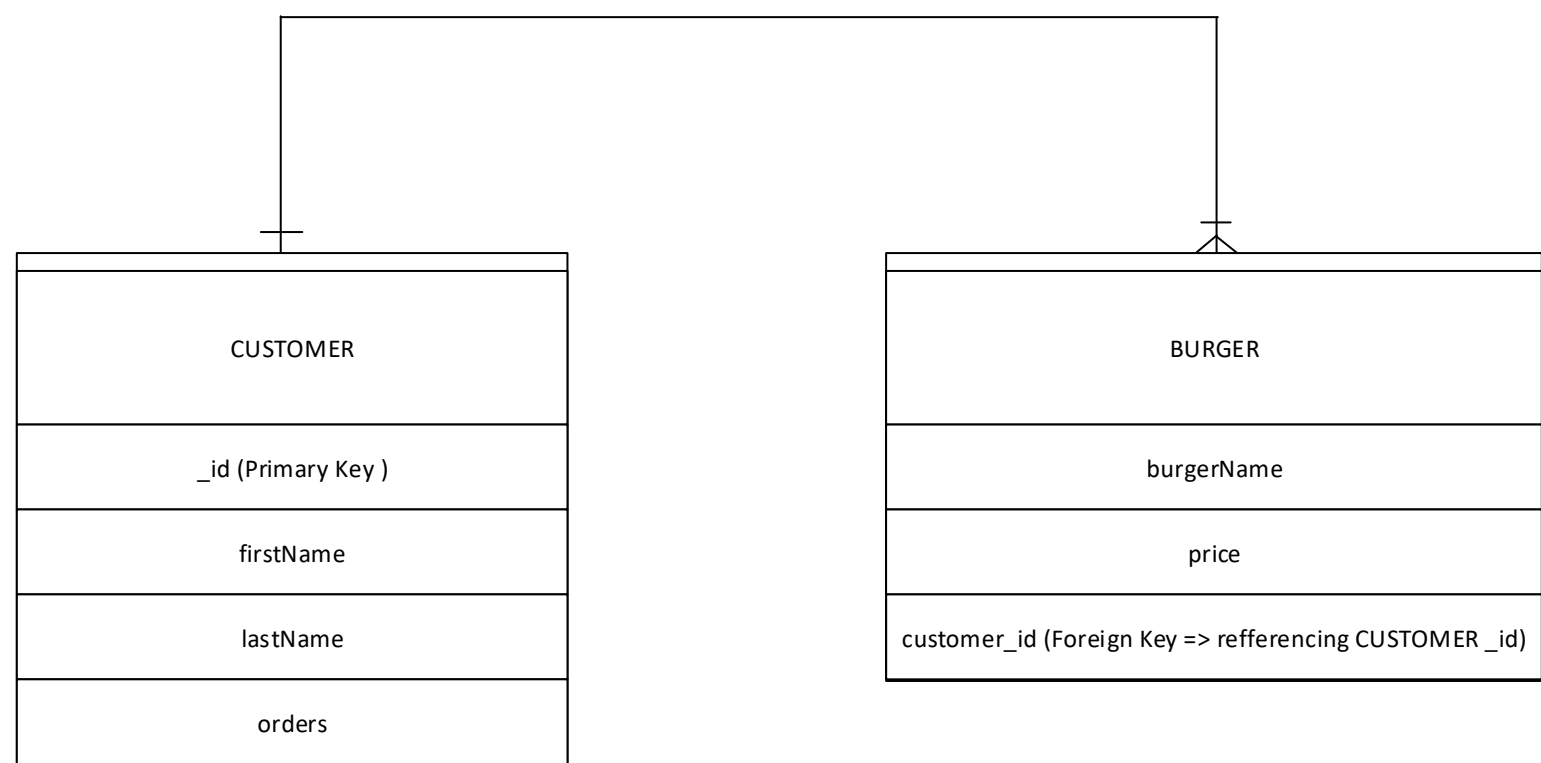 CUSTOMER
_id (Primary Key )
firstName
lastName
orders
BURGER
burgerName
price
customer_id (Foreign Key => refferencing CUSTOMER _id)